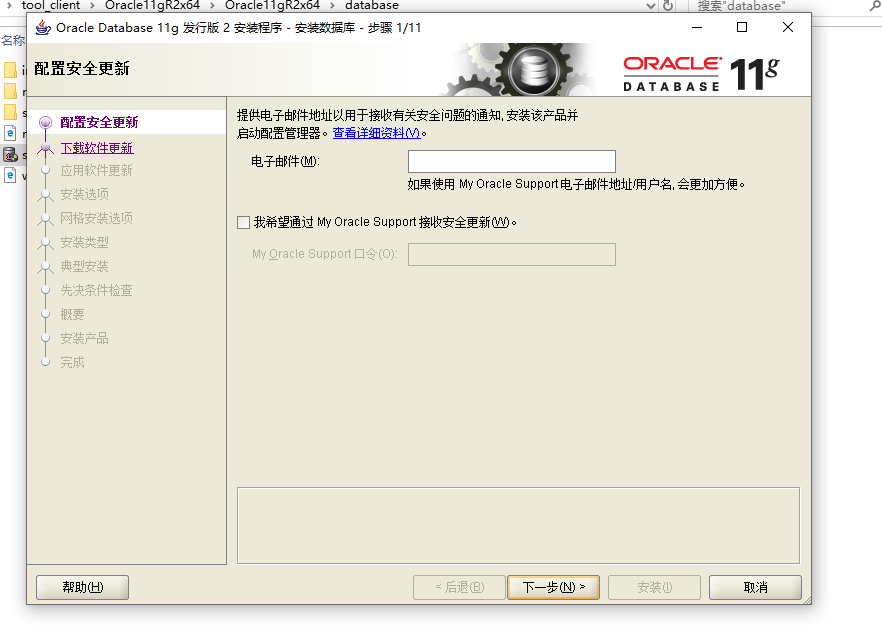 tool_client › Oracle11gR2x64 › Oracle11gR2x64 › database
搜索"database"
名称
Oracle Database 11g 发行版 2 安装程序 - 安装数据库 - 步骤 1/11
配置安全更新
ORACLE
DATABASE
11g
配置安全更新
下载软件更新
应用软件更新
安装选项
网格安装选项
安装类型
典型安装
先决条件检查
概要
安装产品
完成
提供电子邮件地址以用于接收有关安全问题的通知, 安装该产品并
启动配置管理器。查看详细资料(V)。
电子邮件(M):
如果使用 My Oracle Support 电子邮件地址/用户名, 会更加方便。
我希望通过 My Oracle Support 接收安全更新(W)。
My Oracle Support 口令(O):
帮助(H)
< 后退(B)
下一步(N) >
安装(I)
取消